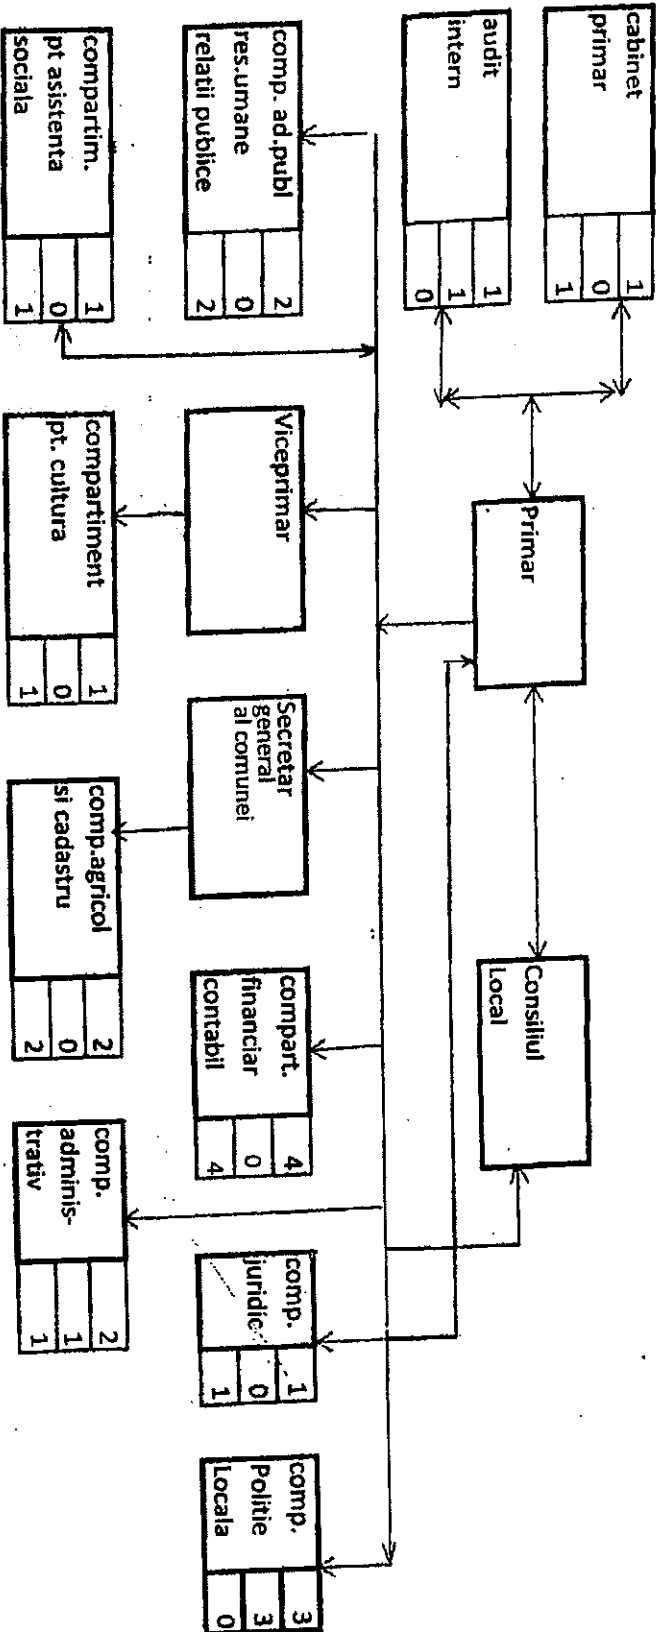 cabinet
primar
1
0
1
audit
intern
1
1
0
Primar
Consiliul
Local
comp. ad.publ
res.umane
relatii publice
2
0
2
Viceprimar
Secretar
general
al comunei
compart.
financiar
contabil
4
0
4
comp.
juridic
1
0
1
comp.
Politie
Locala
3
3
0
compartim.
pt asistenta
sociala
1
0
1
compartiment
pt. cultura
1
0
1
comp.agricol
si cadastru
2
0
2
comp.
adminis-
trativ
2
1
1